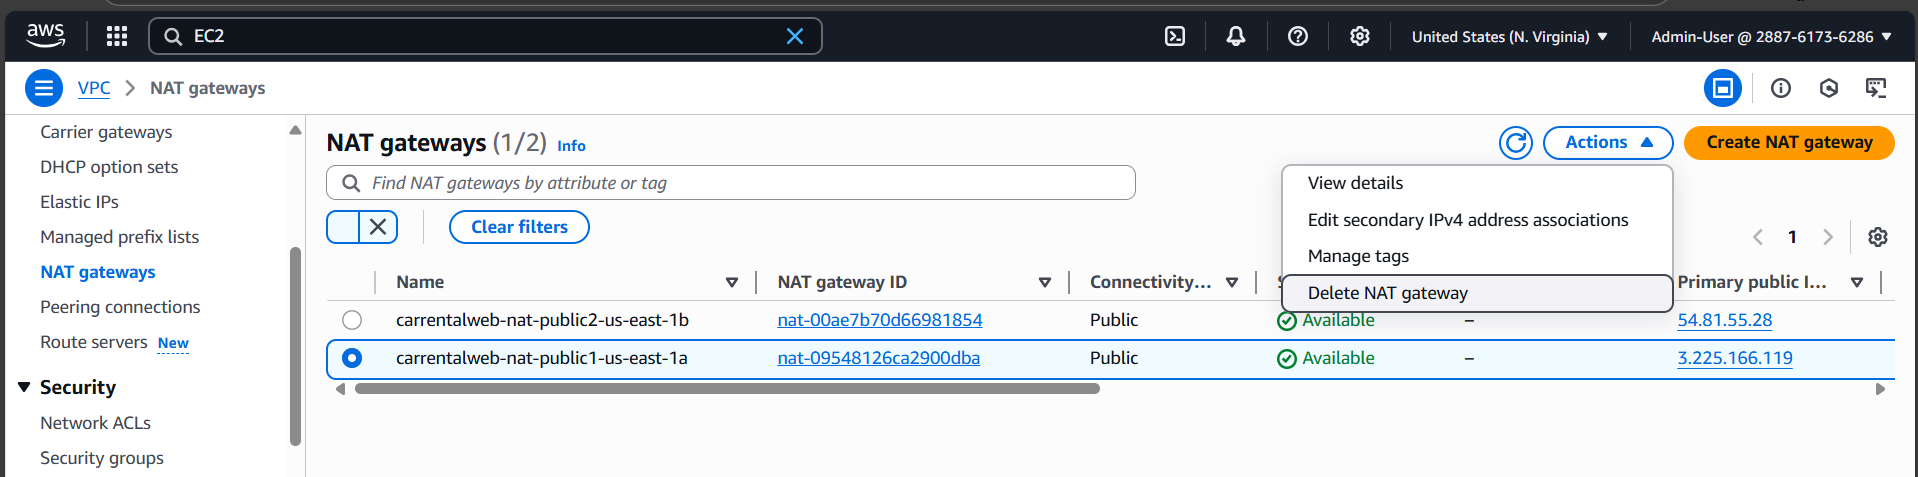 aws
EC2
United States (N. Virginia)
Admin-User @ 2887-6173-6286
VPC
NAT gateways
Carrier gateways
DHCP option sets
Elastic IPs
Managed prefix lists
NAT gateways
Peering connections
Route servers New
Security
Network ACLs
Security groups
NAT gateways (1/2) Info
Actions
Create NAT gateway
Find NAT gateways by attribute or tag
View details
Edit secondary IPv4 address associations
Manage tags
Delete NAT gateway
Clear filters
1
Name NAT gateway ID Connectivity... Primary public I...
carrentalweb-nat-public2-us-east-1b nat-00ae7b70d66981854 Public Available – 54.81.55.28
carrentalweb-nat-public1-us-east-1a nat-09548126ca2900dba Public Available – 3.225.166.119